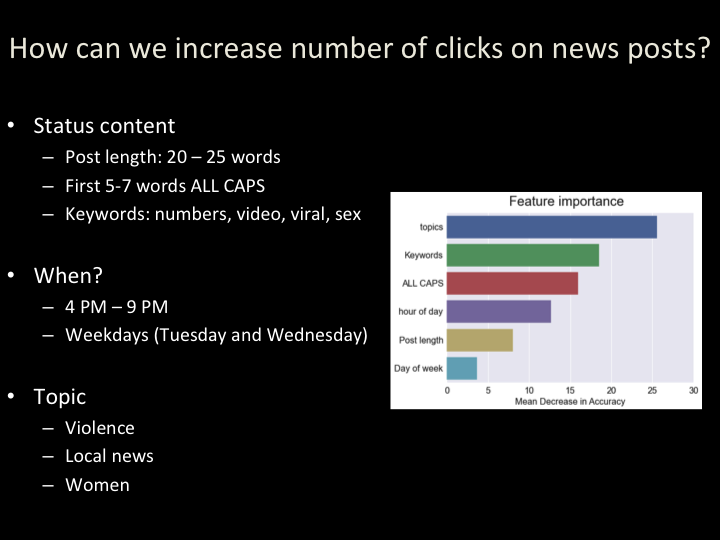 How can we increase number of clicks on news posts?
• Status content
– Post length: 20 – 25 words
– First 5-7 words ALL CAPS
– Keywords: numbers, video, viral, sex
• When?
– 4 PM – 9 PM
– Weekdays (Tuesday and Wednesday)
• Topic
– Violence
– Local news
– Women
Feature importance
topics
Keywords
ALL CAPS
hour of day
Post length
Day of week
0 5 10 15 20 25 30
Mean Decrease in Accuracy